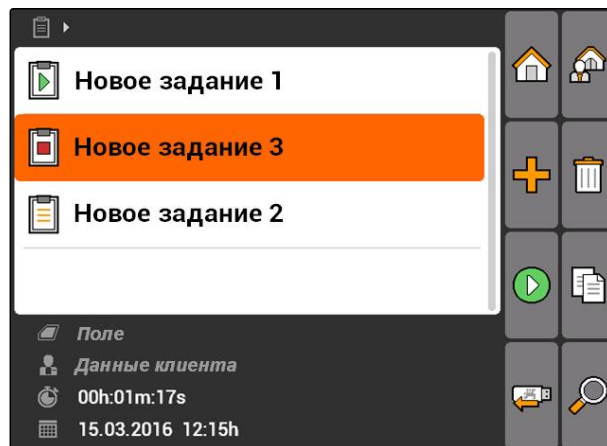 Новое задание 1
Новое задание 3
Новое задание 2
Поле
Данные клиента
00h:01m:17s
15.03.2016 12:15h